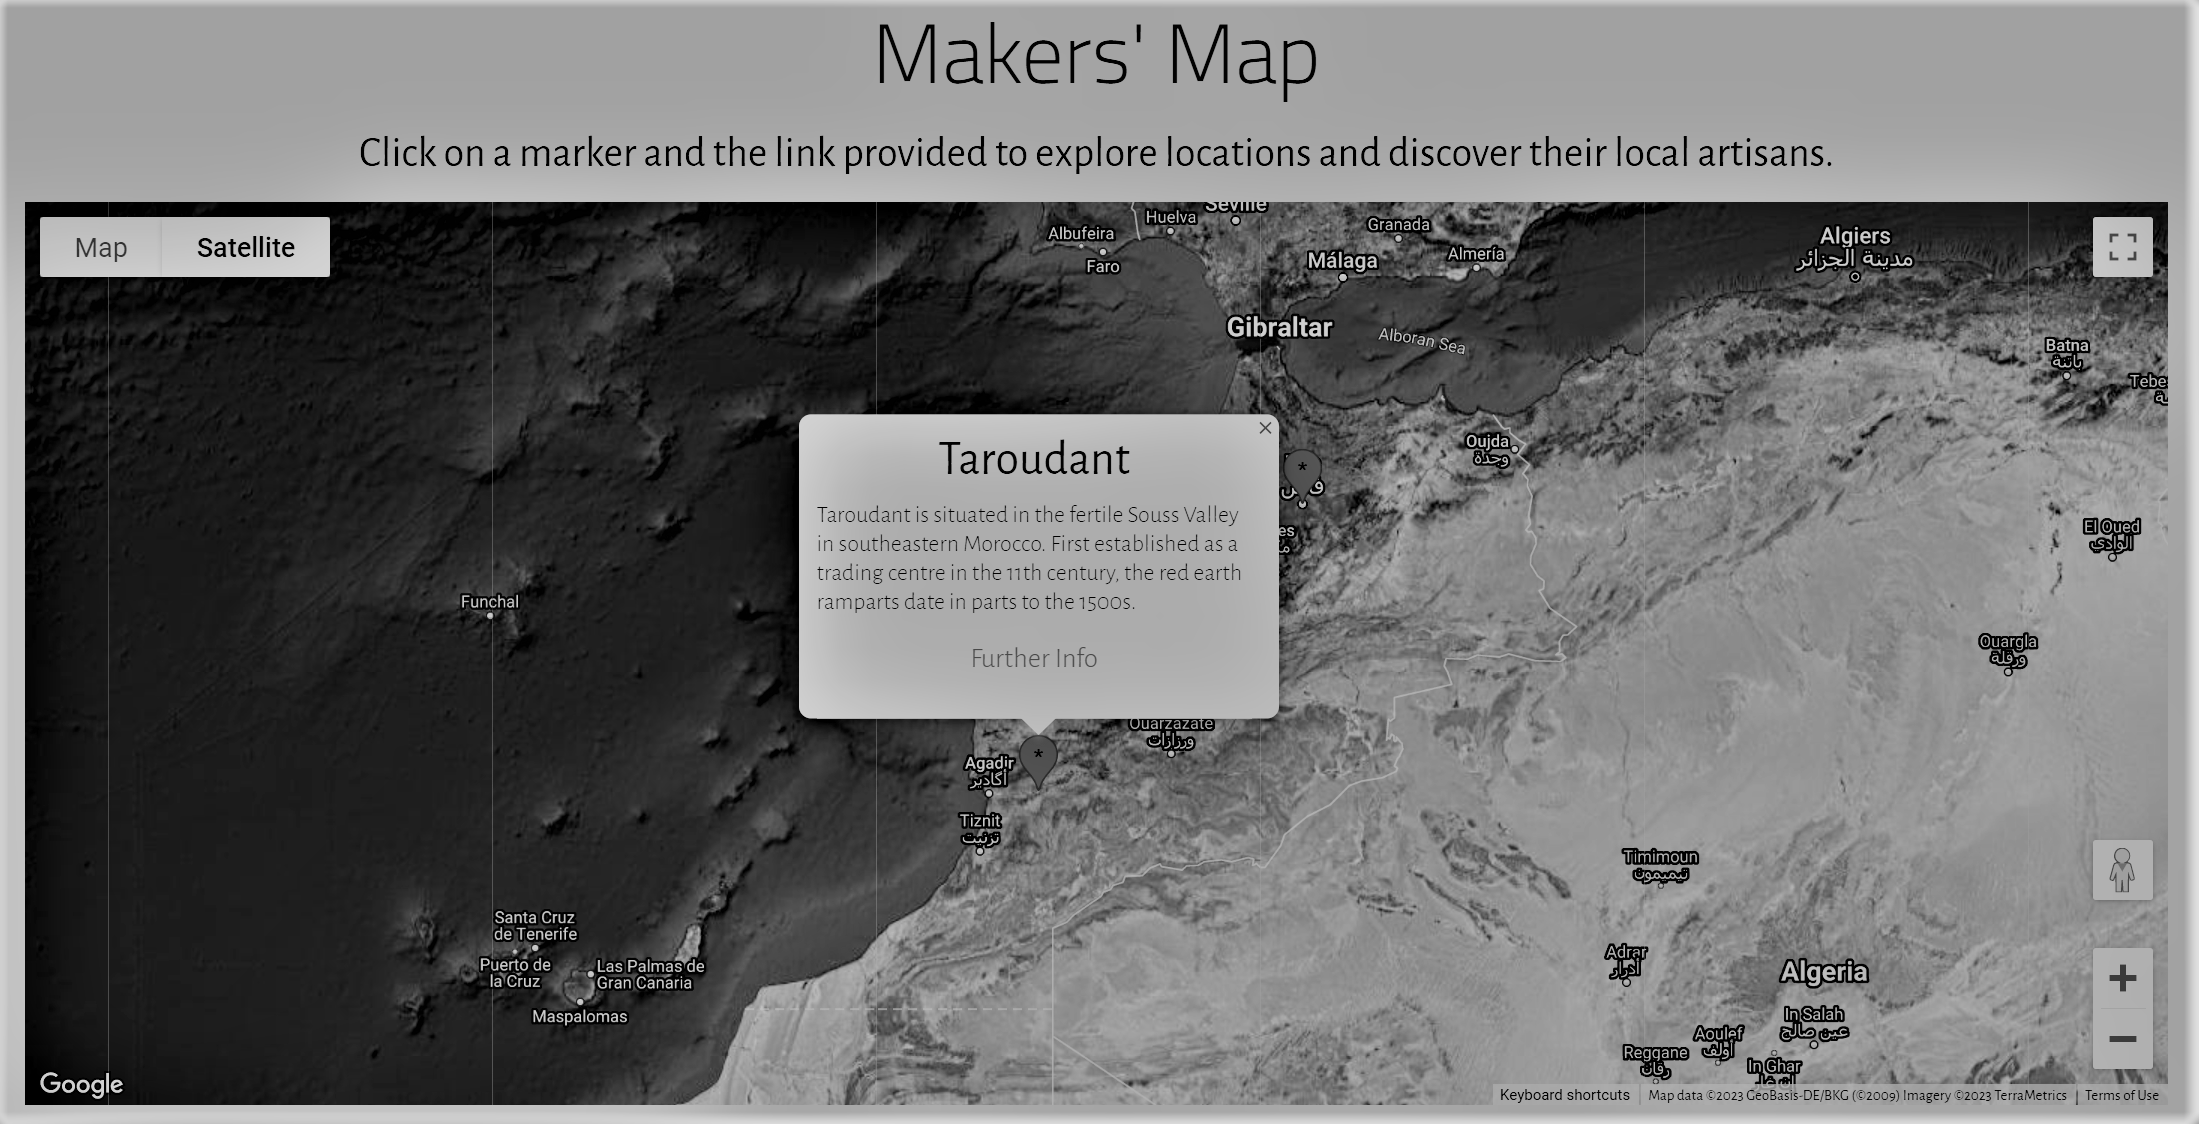 Makers' Map
Click on a marker and the link provided to explore locations and discover their local artisans.
Map
Satellite
Seville
Huelva
Albufeira
Faro
Granada
Málaga
Almería
Algiers
مدينة الجزائر
Gibraltar
Alboran Sea
Batna
باتنة
Taroudant
Taroudant is situated in the fertile Souss Valley
in southeastern Morocco. First established as a
trading centre in the 11th century, the red earth
ramparts date in parts to the 1500s.
Further Info
*
Oujda
وجدة
El Oued
الوادي
Funchal
Ouargla
ورقلة
Ouarzazate
ورزازات
*
Agadir
أكادير
Tiznit
تزنيت
Timimoun
تيميمون
Santa Cruz
de Tenerife
Puerto de
la Cruz
Las Palmas de
Gran Canaria
Maspalomas
Adrar
أدرار
Algeria
In Salah
عين صالح
Aoulef
أولف
Reggane
رقان
In Ghar
Google
Keyboard shortcuts
Map data ©2023 GeoBasis-DE/BKG (©2009) Imagery ©2023 TerraMetrics
Terms of Use